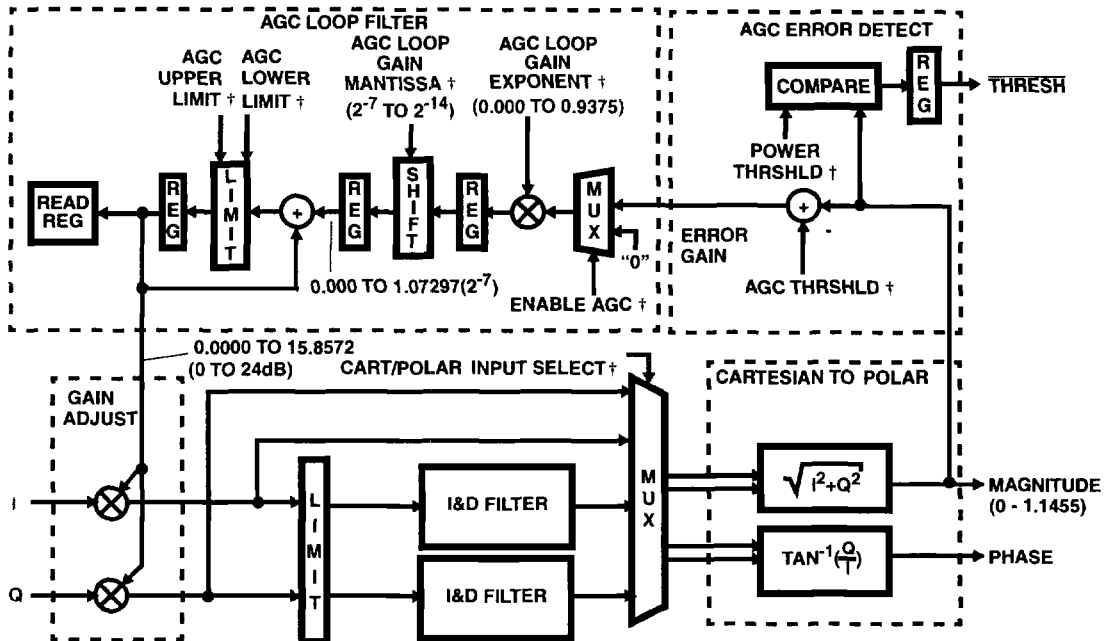 AGC LOOP FILTER
AGC ERROR DETECT
AGC
UPPER
LIMIT †
AGC
LOWER
LIMIT †
AGC LOOP
GAIN
MANTISSA †
(2⁻⁷ TO 2⁻¹⁴)
AGC LOOP
GAIN
EXPONENT †
(0.000 TO 0.9375)
COMPARE
REG
THRESH
POWER
THRSHLD †
READ
REG
REG
LIMIT
+
REG
SHIFT
REG
MUX
"0"
+
-
ERROR
GAIN
AGC THRSHLD †
0.000 TO 1.07297(2⁻⁷)
ENABLE AGC †
0.0000 TO 15.8572
(0 TO 24dB)
CART/POLAR INPUT SELECT †
CARTESIAN TO POLAR
GAIN
ADJUST
I
LIMIT
I&D FILTER
MUX
√I²+Q²
MAGNITUDE
(0 - 1.1455)
Q
I&D FILTER
TAN⁻¹(Q/I)
PHASE